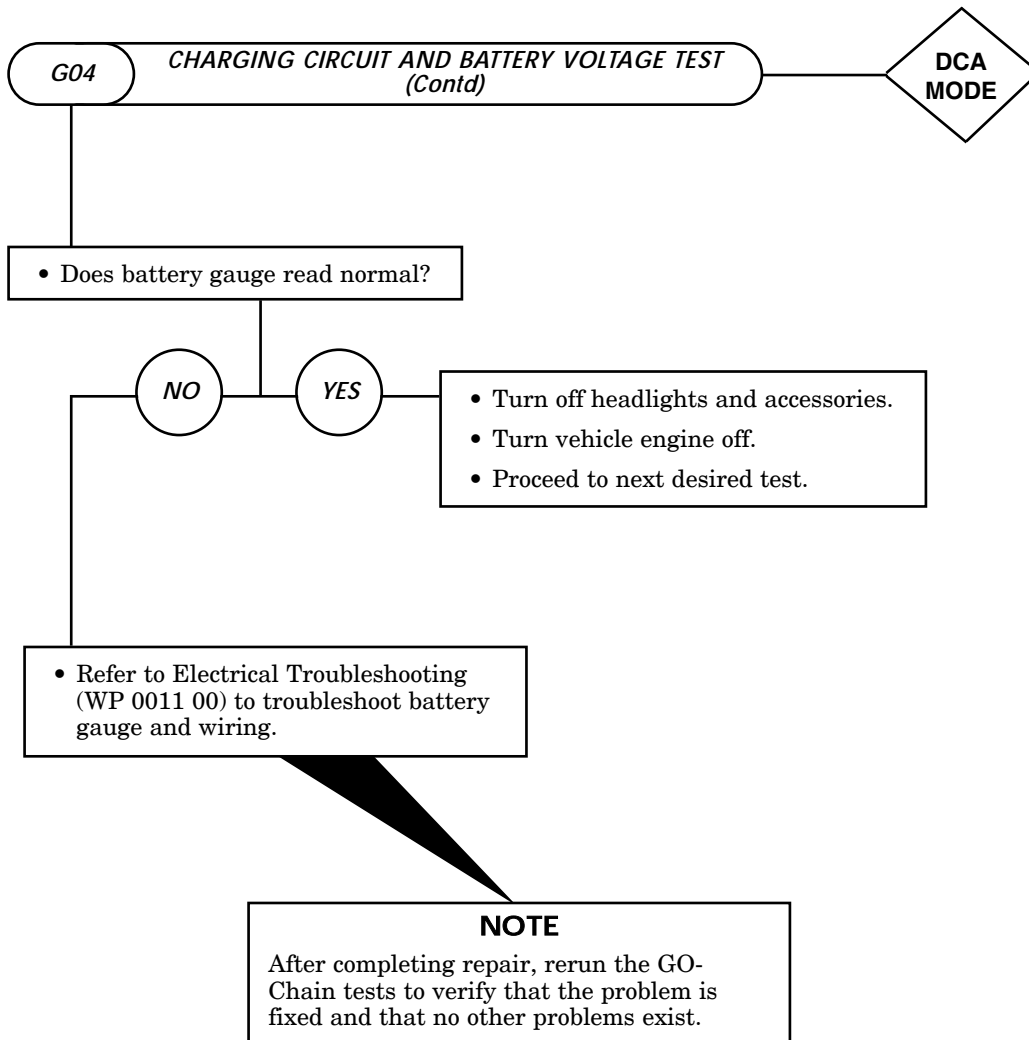 G04
CHARGING CIRCUIT AND BATTERY VOLTAGE TEST
(Contd)
DCA
MODE
• Does battery gauge read normal?
NO
YES
• Turn off headlights and accessories.
• Turn vehicle engine off.
• Proceed to next desired test.
• Refer to Electrical Troubleshooting
(WP 0011 00) to troubleshoot battery
gauge and wiring.
NOTE
After completing repair, rerun the GO-
Chain tests to verify that the problem is
fixed and that no other problems exist.